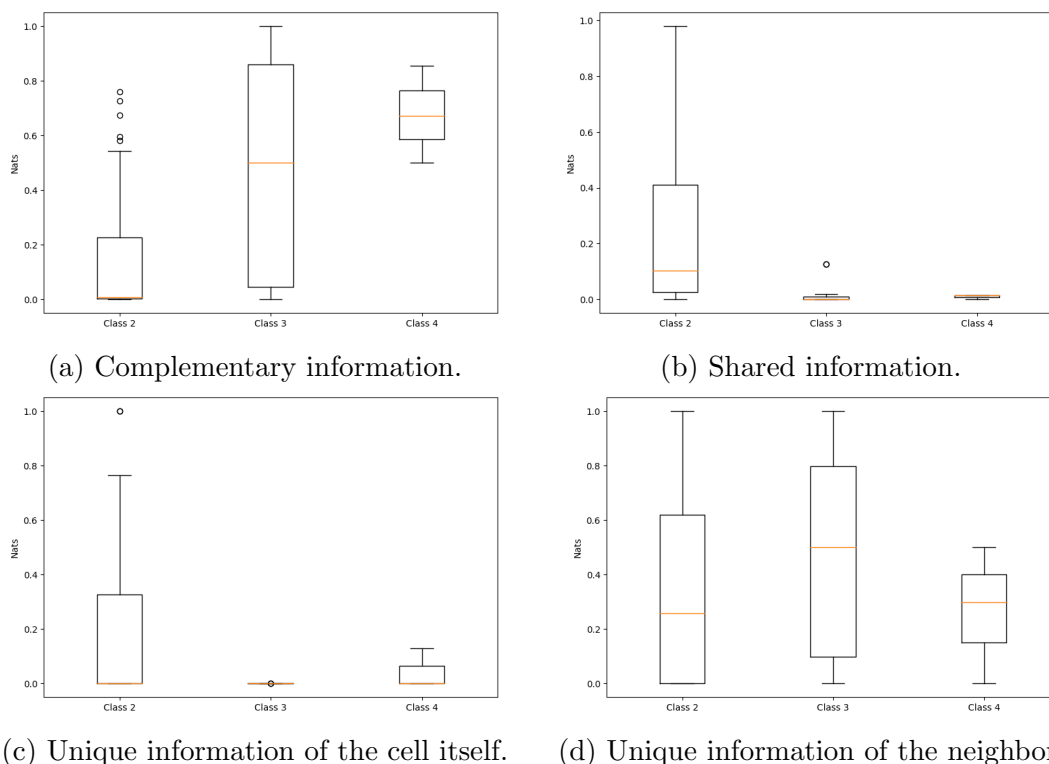 1.0
0.8
0.6
0.4
0.2
0.0
Nats
Class 2 Class 3 Class 4
(a) Complementary information.
1.0
0.8
0.6
0.4
0.2
0.0
Nats
Class 2 Class 3 Class 4
(b) Shared information.
1.0
0.8
0.6
0.4
0.2
0.0
Nats
Class 2 Class 3 Class 4
(c) Unique information of the cell itself.
1.0
0.8
0.6
0.4
0.2
0.0
Nats
Class 2 Class 3 Class 4
(d) Unique information of the neighbor